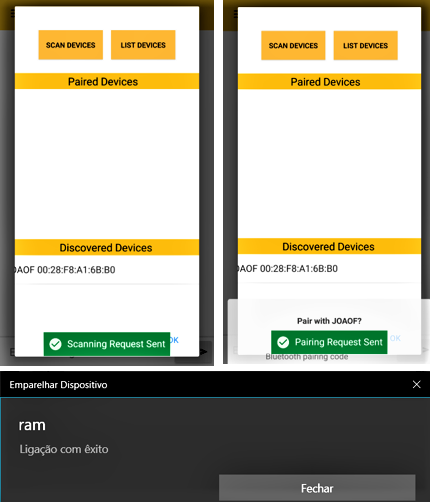 SCAN DEVICES LIST DEVICES
Paired Devices
Discovered Devices
OAOF 00:28:F8:A1:6B:B0
OK
Scanning Request Sent
SCAN DEVICES LIST DEVICES
Paired Devices
Discovered Devices
OAOF 00:28:F8:A1:6B:B0
Pair with JOAOF?
OK
Pairing Request Sent
Bluetooth pairing code
Emparelhar Dispositivo
ram
Ligação com êxito
Fechar